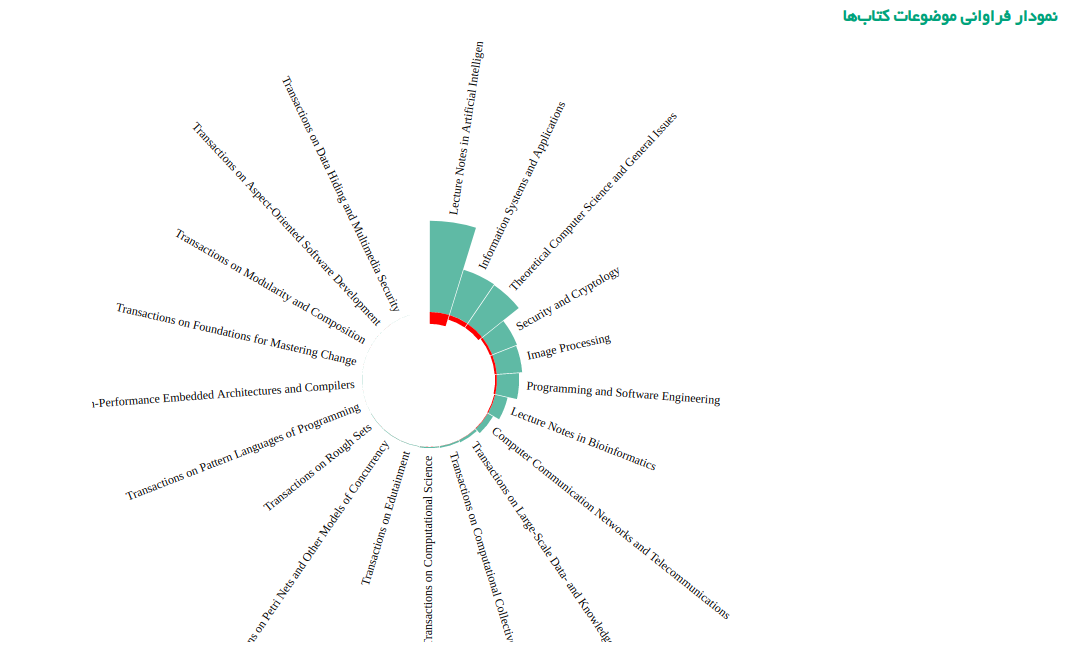 نمودار فراوانی موضوعات کتاب‌ها
Lecture Notes in Artificial Intelligen
Information Systems and Applications
Theoretical Computer Science and General Issues
Security and Cryptology
Image Processing
Programming and Software Engineering
Lecture Notes in Bioinformatics
Computer Communication Networks and Telecommunications
Transactions on Large-Scale Data- and Knowledg
Transactions on Computational Collectiv
Transactions on Computational Science
Transactions on Edutainment
ns on Petri Nets and Other Models of Concurrency
Transactions on Rough Sets
Transactions on Pattern Languages of Programming
-Performance Embedded Architectures and Compilers
Transactions on Foundations for Mastering Change
Transactions on Modularity and Composition
Transactions on Aspect-Oriented Software Development
Transactions on Data Hiding and Multimedia Security